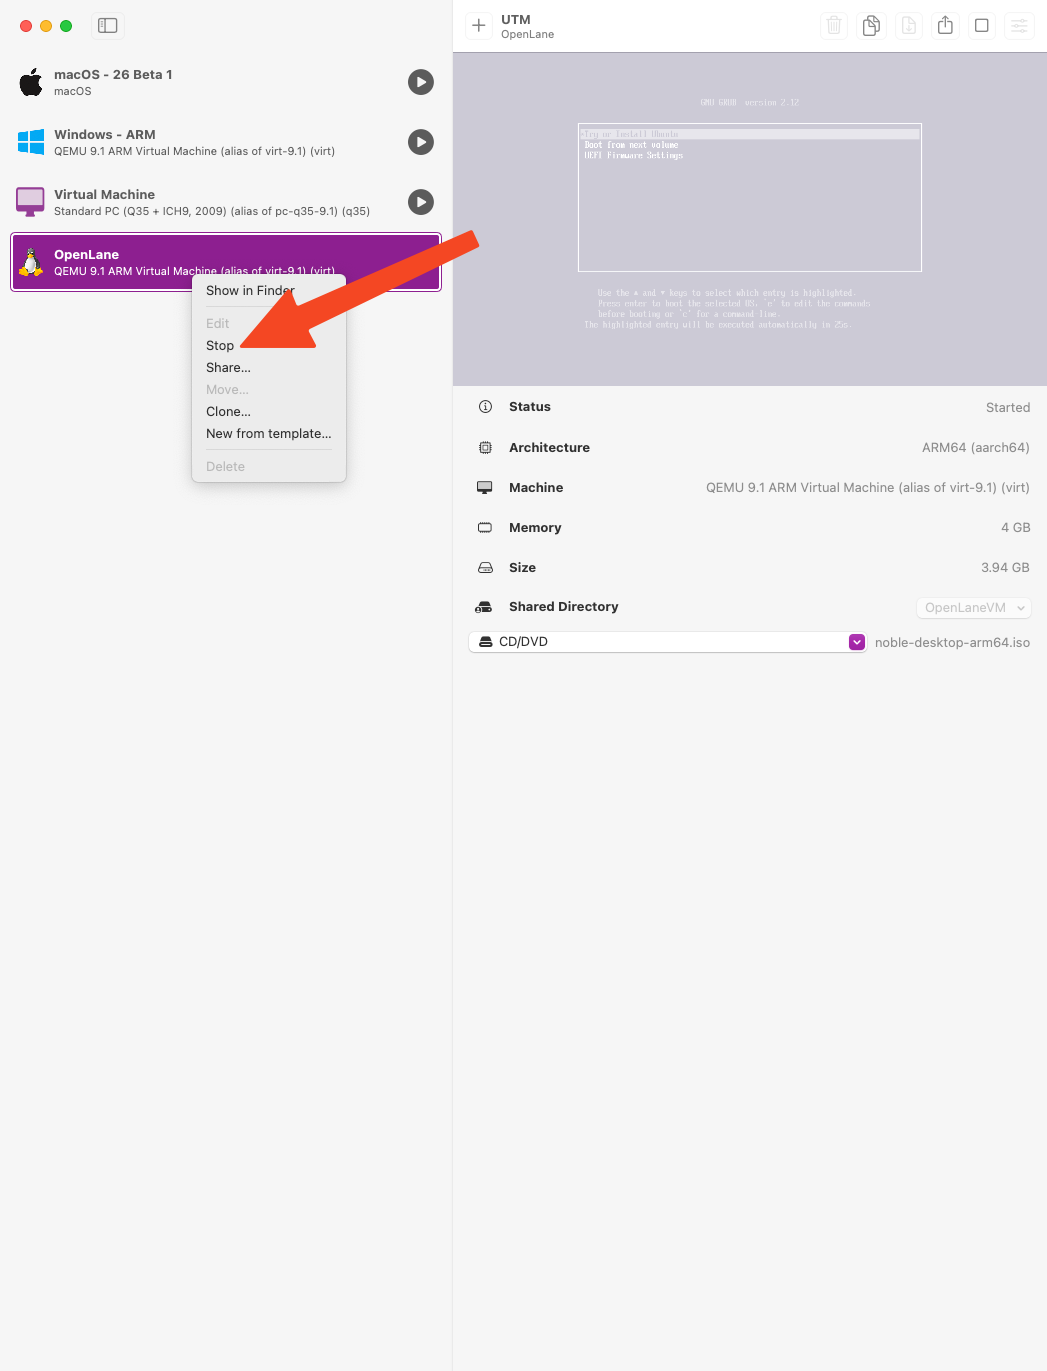 macOS - 26 Beta 1
macOS
Windows - ARM
QEMU 9.1 ARM Virtual Machine (alias of virt-9.1) (virt)
Virtual Machine
Standard PC (Q35 + ICH9, 2009) (alias of pc-q35-9.1) (q35)
OpenLane
QEMU 9.1 ARM Virtual Machine (alias of virt-9.1) (virt)
Show in Finder
Edit
Stop
Share...
Move...
Clone...
New from template...
Delete
UTM
OpenLane
GNU GRUB version 2.12
*Try or Install Ubuntu
Boot from next volume
UEFI Firmware Settings
Use the ▲ and ▼ keys to select which entry is highlighted.
Press enter to boot the selected OS, `e' to edit the commands
before booting or `c' for a command line.
The highlighted entry will be executed automatically in 25s.
Status
Started
Architecture
ARM64 (aarch64)
Machine
QEMU 9.1 ARM Virtual Machine (alias of virt-9.1) (virt)
Memory
4 GB
Size
3.94 GB
Shared Directory
OpenLaneVM
CD/DVD
noble-desktop-arm64.iso